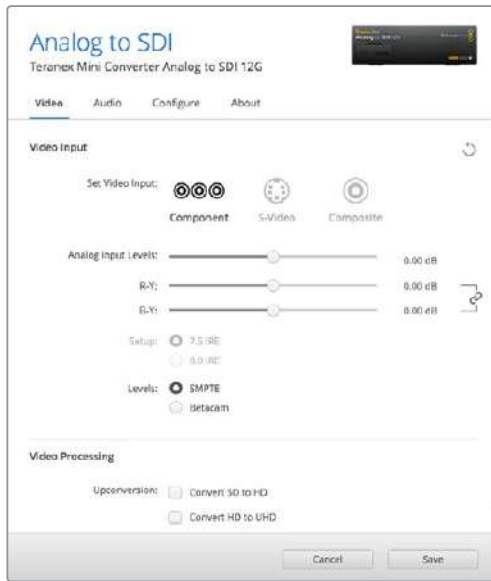 Analog to SDI
Teranex Mini Converter Analog to SDI 12G
Video Audio Configure About
Video Input
Set Video Input:
Component S-Video Composite
Analog Input Levels: 0.00 dB
R-Y: 0.00 dB
B-Y: 0.00 dB
Setup: 7.5 IRE
0.0 IRE
Levels: SMPTE
Betacam
Video Processing
Upconversion: Convert SD to HD
Convert HD to UHD
Cancel Save